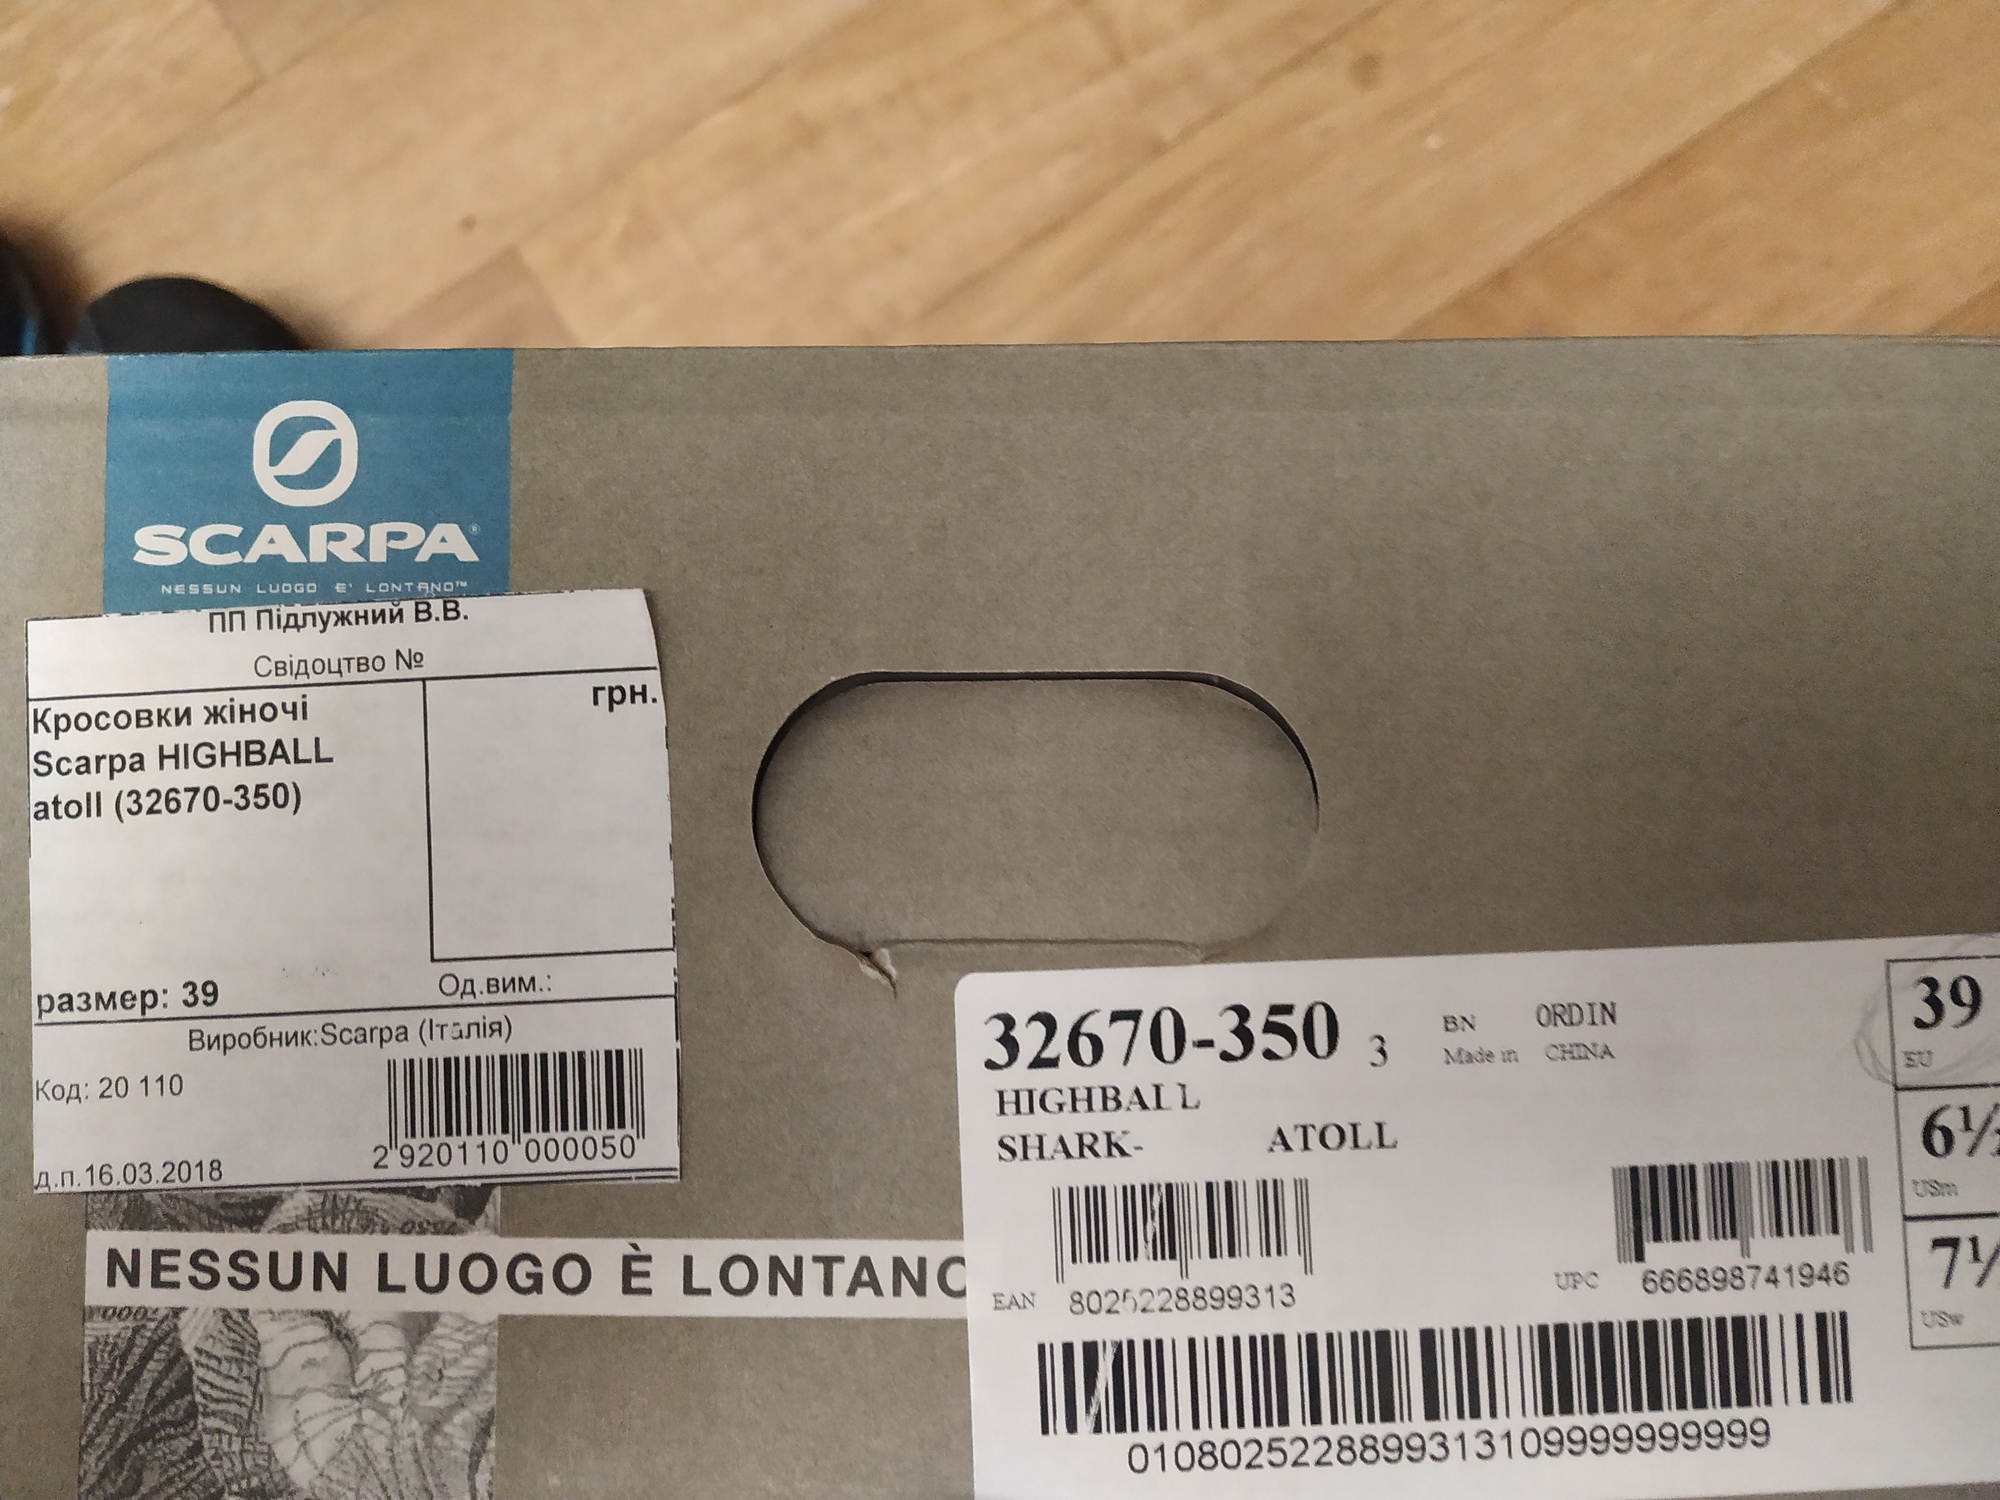 SCARPA®
NESSUN LUOGO E' LONTANO™
ПП Підлужний В.В.
Свідоцтво №
грн.
Кросовки жіночі
Scarpa HIGHBALL
atoll (32670-350)
размер: 39
Од.вим.:
Виробник:Scarpa (Італія)
Код: 20 110
2 920110 000050
д.п.16.03.2018
NESSUN LUOGO È LONTANO
32670-350 3
BN ORDIN
Made in CHINA
HIGHBALL
SHARK- ATOLL
EAN 8025228899313
UPC 666898741946
01080252288993131099999999999
39
EU
6½
USm
7½
USw